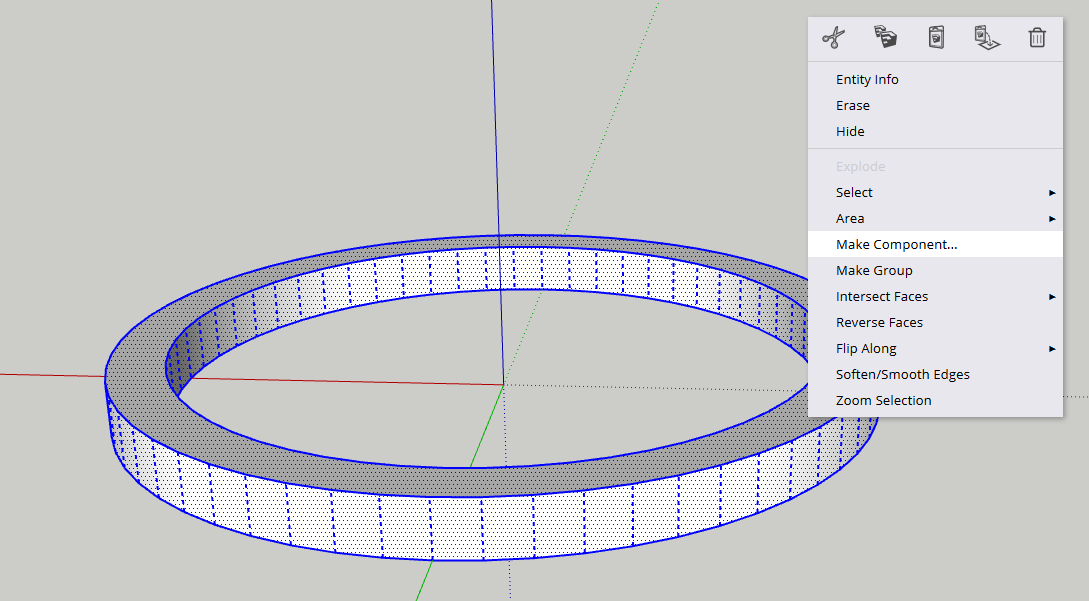 Entity Info
Erase
Hide
Explode
Select
Area
Make Component...
Make Group
Intersect Faces
Reverse Faces
Flip Along
Soften/Smooth Edges
Zoom Selection